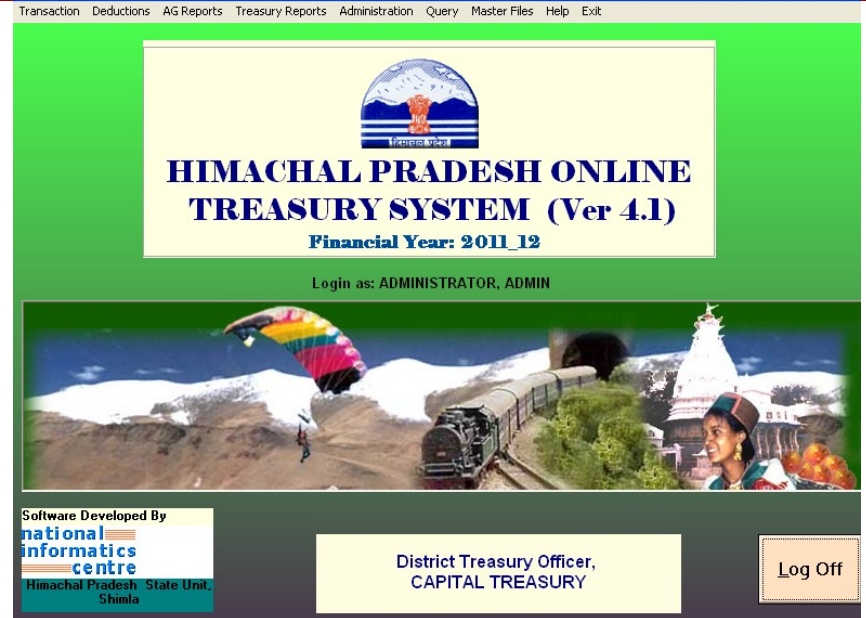 Transaction Deductions AG Reports Treasury Reports Administration Query Master Files Help Exit
हिमाचल प्रदेश
HIMACHAL PRADESH ONLINE
TREASURY SYSTEM (Ver 4.1)
Financial Year: 2011_12
Login as: ADMINISTRATOR, ADMIN
Software Developed By
national
informatics
centre
Himachal Pradesh State Unit,
Shimla
District Treasury Officer,
CAPITAL TREASURY
Log Off